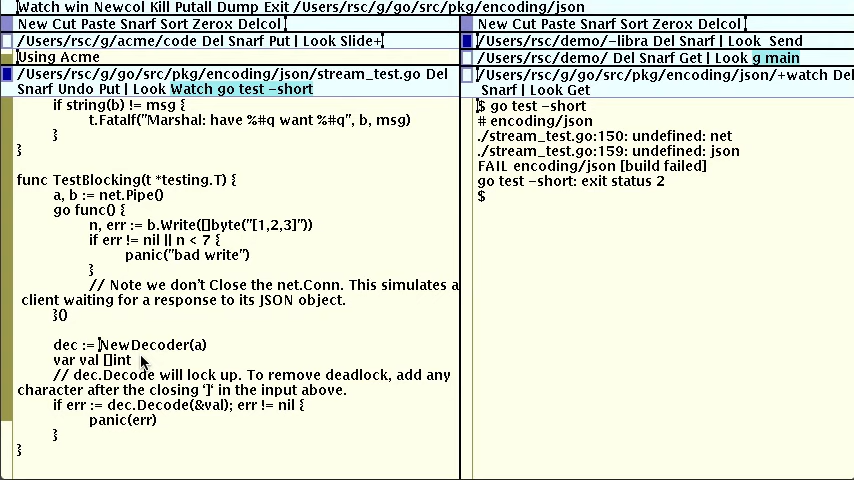 Watch win Newcol Kill Putall Dump Exit /Users/rsc/g/go/src/pkg/encoding/json
New Cut Paste Snarf Sort Zerox Delcol
/Users/rsc/g/acme/code Del Snarf Put | Look Slide+
Using Acme
/Users/rsc/g/go/src/pkg/encoding/json/stream_test.go Del
Snarf Undo Put | Look Watch go test -short
if string(b) != msg {
t.Fatalf("Marshal: have %#q want %#q", b, msg)
}
}
func TestBlocking(t *testing.T) {
a, b := net.Pipe()
go func() {
n, err := b.Write([]byte("[1,2,3]"))
if err != nil || n < 7 {
panic("bad write")
}
// Note we don't Close the net.Conn. This simulates a
client waiting for a response to its JSON object.
}()
dec := NewDecoder(a)
var val []int
// dec.Decode will lock up. To remove deadlock, add any
character after the closing ‘]‘ in the input above.
if err := dec.Decode(&val); err != nil {
panic(err)
}
}
New Cut Paste Snarf Sort Zerox Delcol
/Users/rsc/demo/-libra Del Snarf | Look  Send
/Users/rsc/demo/ Del Snarf Get | Look g main
/Users/rsc/g/go/src/pkg/encoding/json/+watch Del
Snarf | Look Get
$ go test -short
# encoding/json
./stream_test.go:150: undefined: net
./stream_test.go:159: undefined: json
FAIL encoding/json [build failed]
go test -short: exit status 2
$